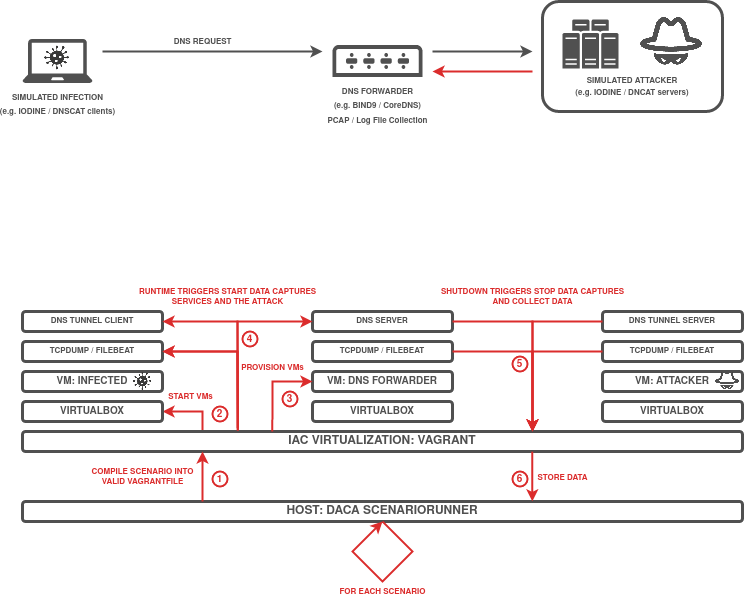 DNS REQUEST
SIMULATED INFECTION
(e.g. IODINE / DNSCAT clients)
DNS FORWARDER
(e.g. BIND9 / CoreDNS)
PCAP / Log File Collection
SIMULATED ATTACKER
(e.g. IODINE / DNCAT servers)
RUNTIME TRIGGERS START DATA CAPTURES
SERVICES AND THE ATTACK
SHUTDOWN TRIGGERS STOP DATA CAPTURES
AND COLLECT DATA
DNS TUNNEL CLIENT
DNS SERVER
DNS TUNNEL SERVER
4
TCPDUMP / FILEBEAT
TCPDUMP / FILEBEAT
TCPDUMP / FILEBEAT
5
PROVISION VMs
VM: INFECTED
VM: DNS FORWARDER
VM: ATTACKER
START VMs
3
VIRTUALBOX
2
VIRTUALBOX
VIRTUALBOX
IAC VIRTUALIZATION: VAGRANT
COMPILE SCENARIO INTO
VALID VAGRANTFILE
1
6
STORE DATA
HOST: DACA SCENARIORUNNER
FOR EACH SCENARIO